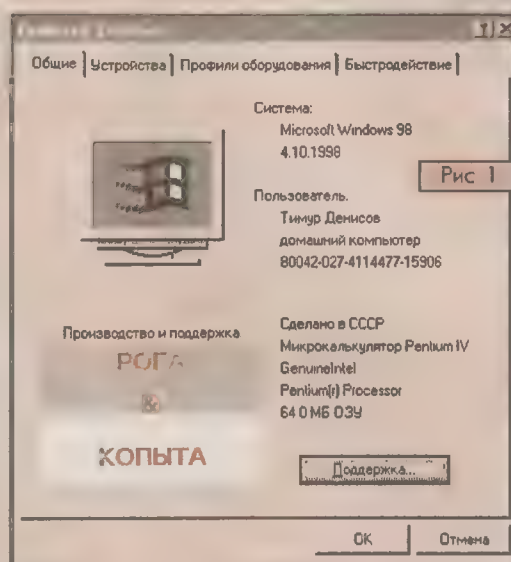 Общие Устройства Профили оборудования Быстродействие
Система:
Microsoft Windows 98
4.10.1998
Рис 1
Пользователь.
Тимур Денисов
домашний компьютер
80042-027-4114477-15906
Производство и поддержка
РОГА
&
КОПЫТА
Сделано в СССР
Микрокалькулятор Pentium IV
GenuineIntel
Pentium(r) Processor
64 0 МБ ОЗУ
Поддержка...
ОК Отмена